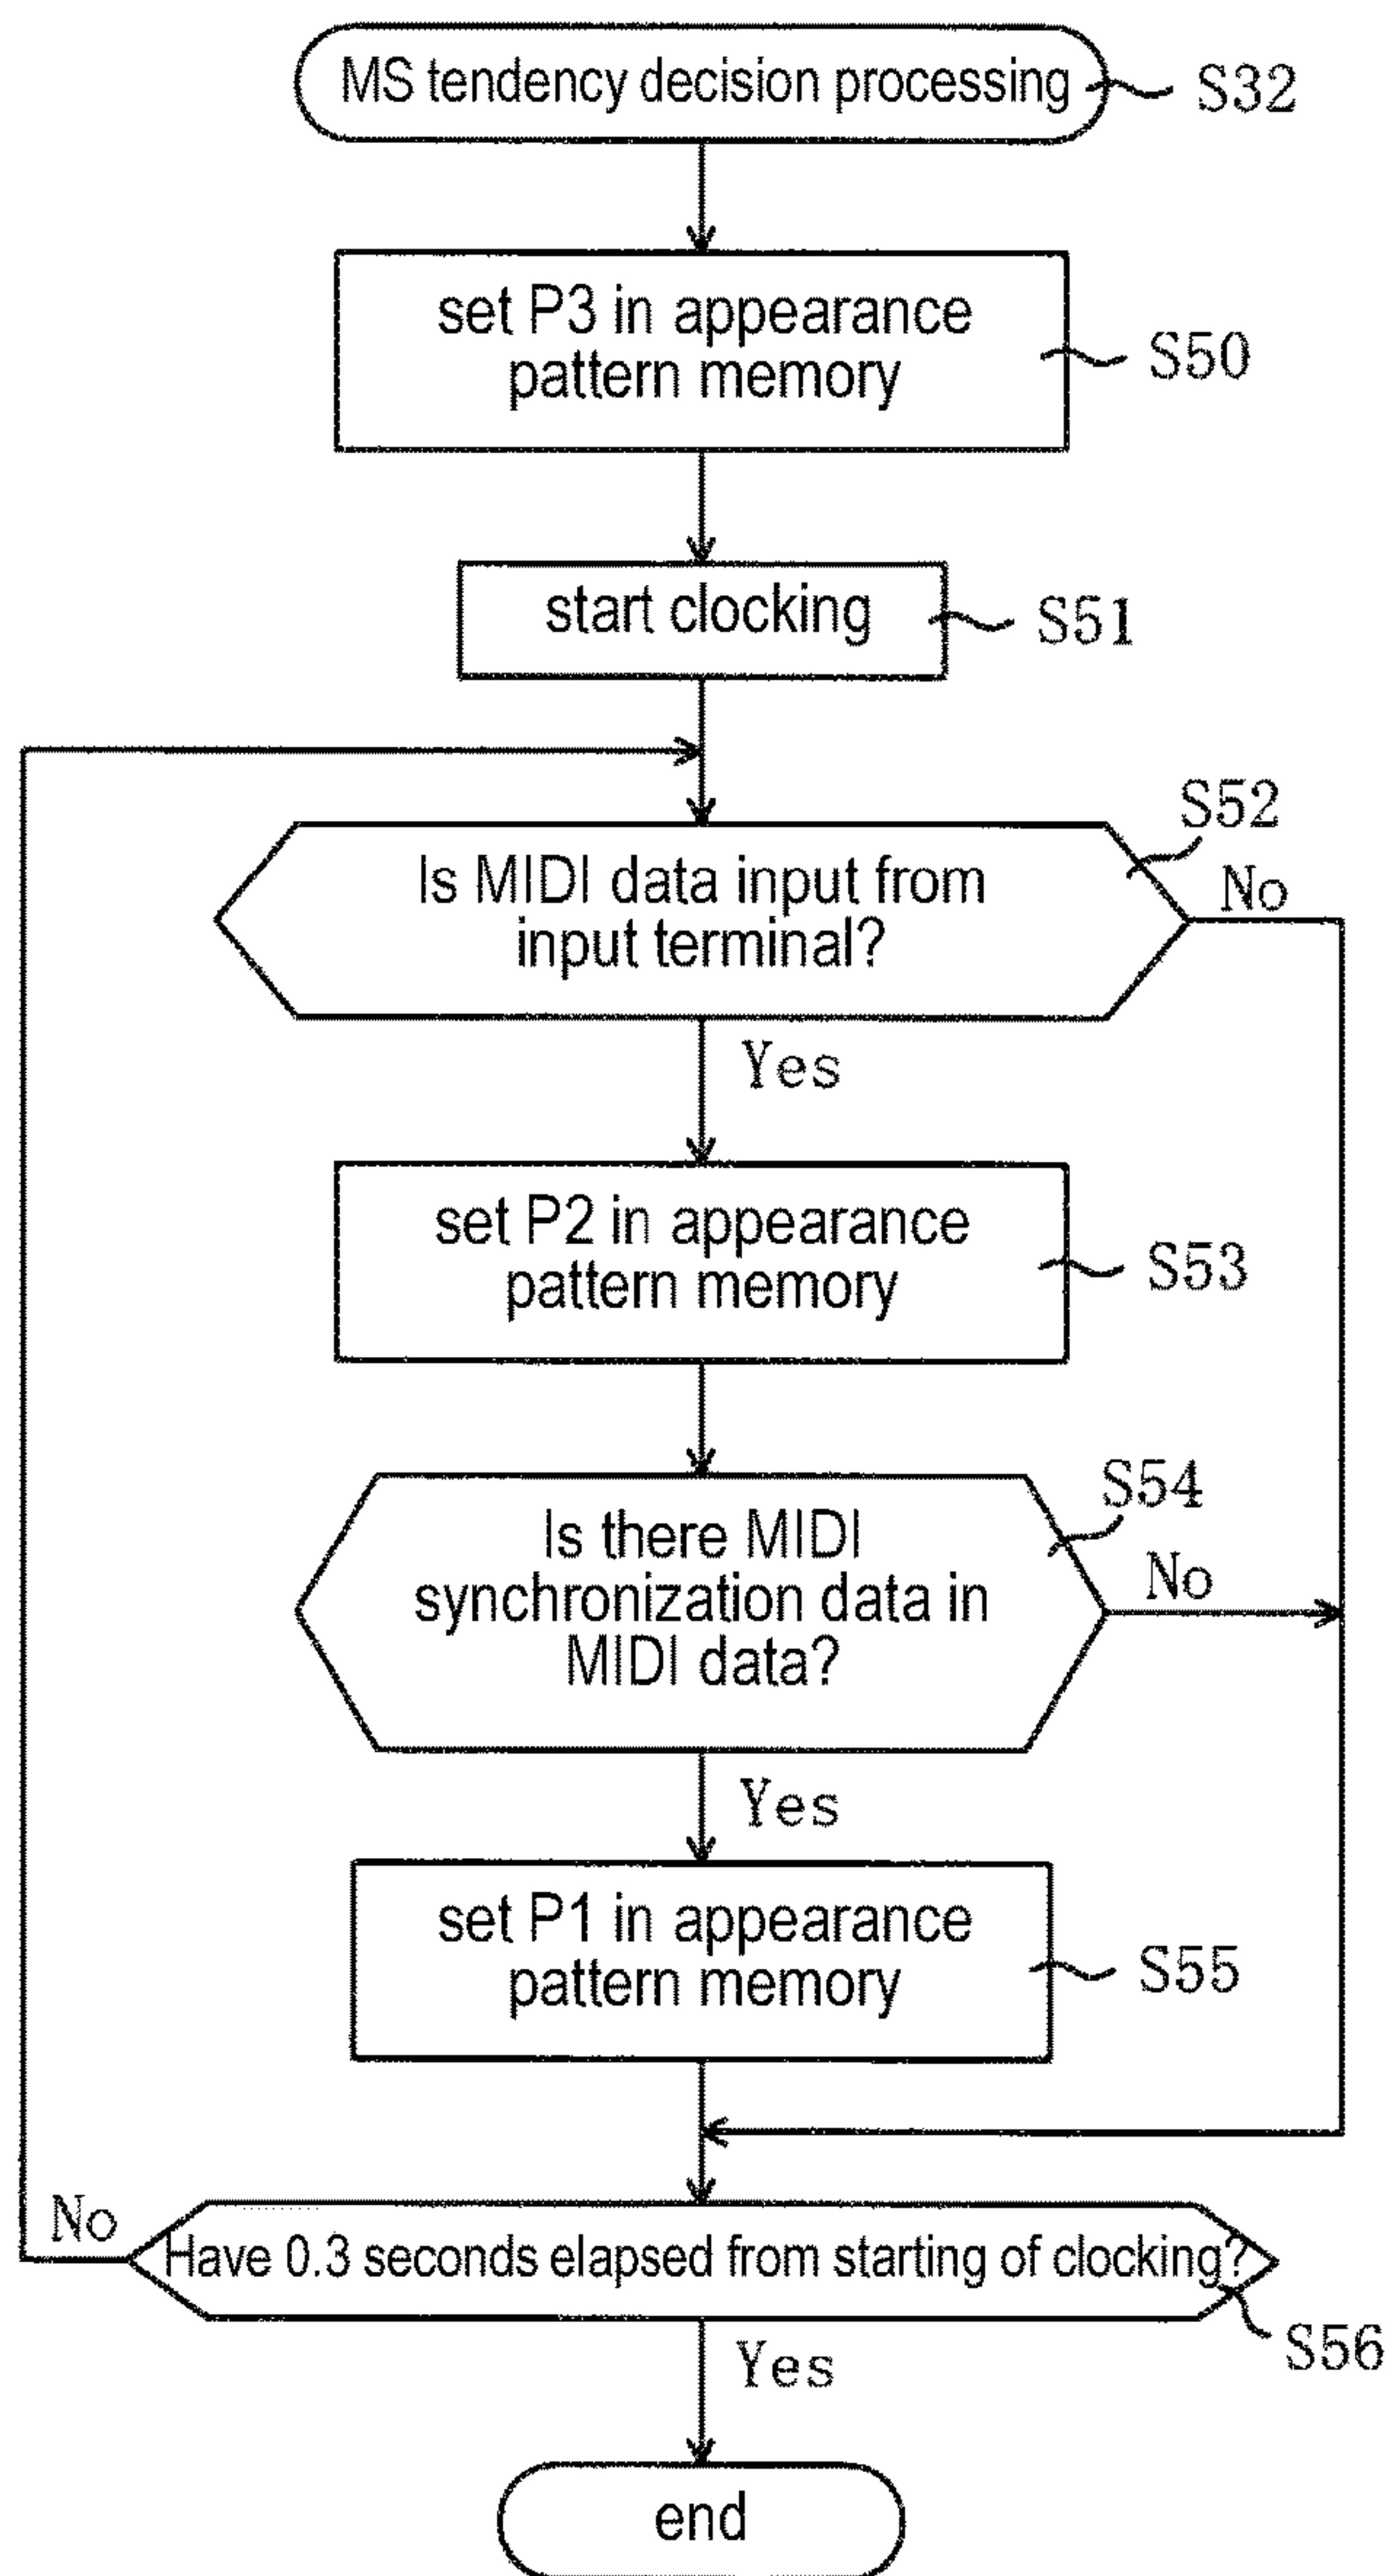 MS tendency decision processing
S32
set P3 in appearance
pattern memory
S50
start clocking
S51
S52
Is MIDI data input from
input terminal?
No
Yes
set P2 in appearance
pattern memory
S53
S54
Is there MIDI
synchronization data in
MIDI data?
No
Yes
set P1 in appearance
pattern memory
S55
No
Have 0.3 seconds elapsed from starting of clocking?
S56
Yes
end